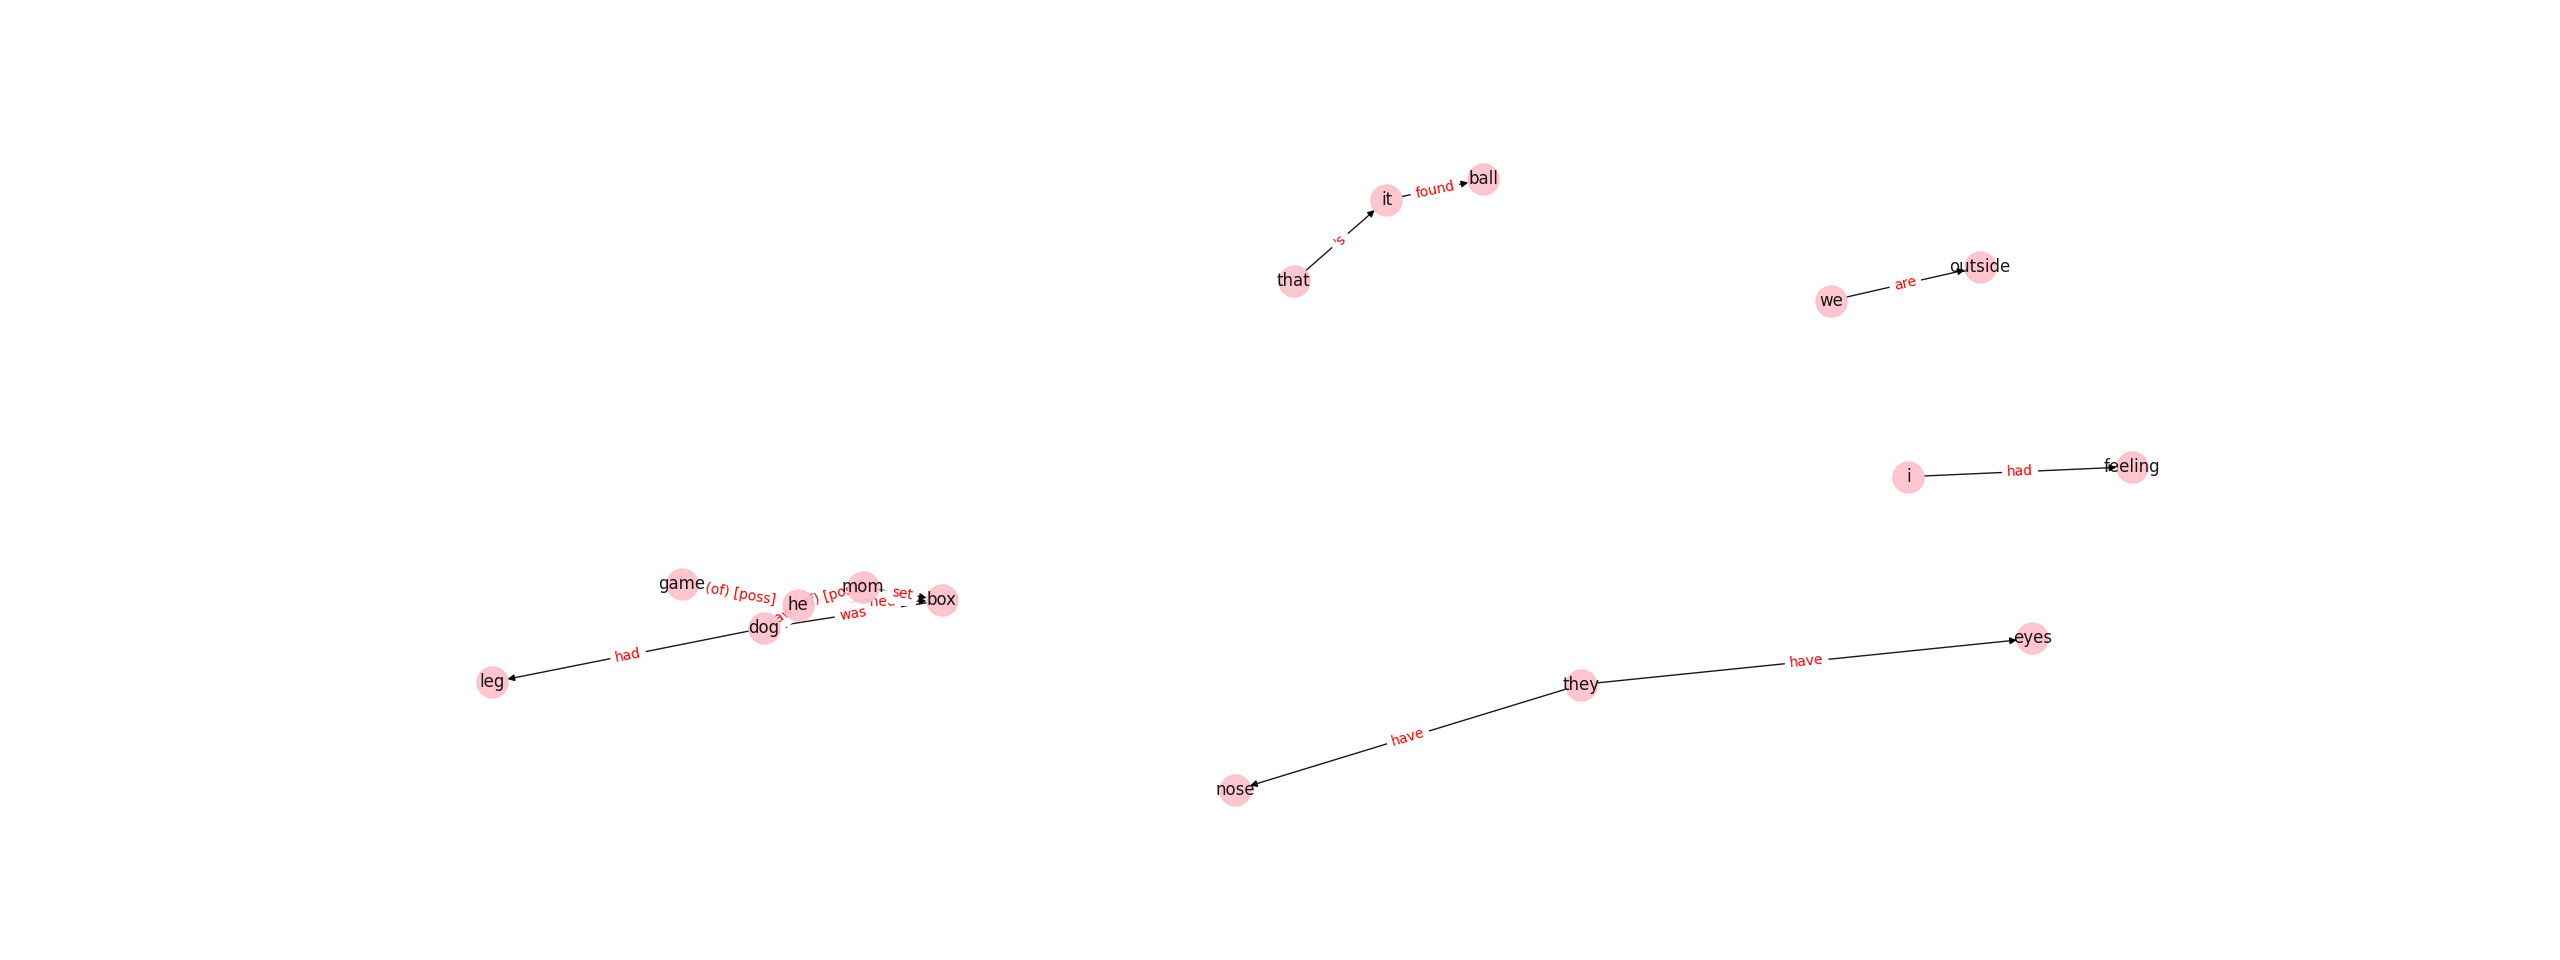 ball
found
it
's
that
outside
are
we
feeling
had
i
game
(of) [poss]
mom
set
box
he
was
dog
had
leg
eyes
have
they
have
nose